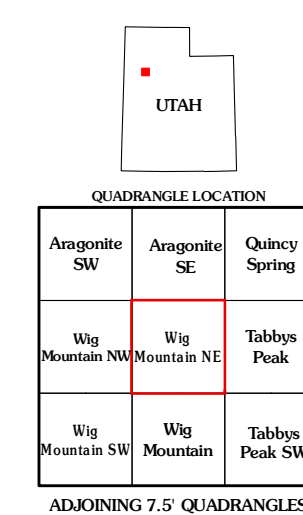 UTAH
QUADRANGLE LOCATION
Aragonite
SW
Aragonite
SE
Quincy
Spring
Wig
Mountain NW
Wig
Mountain NE
Tabbys
Peak
Wig
Mountain SW
Wig
Mountain
Tabbys
Peak SW
ADJOINING 7.5' QUADRANGLES